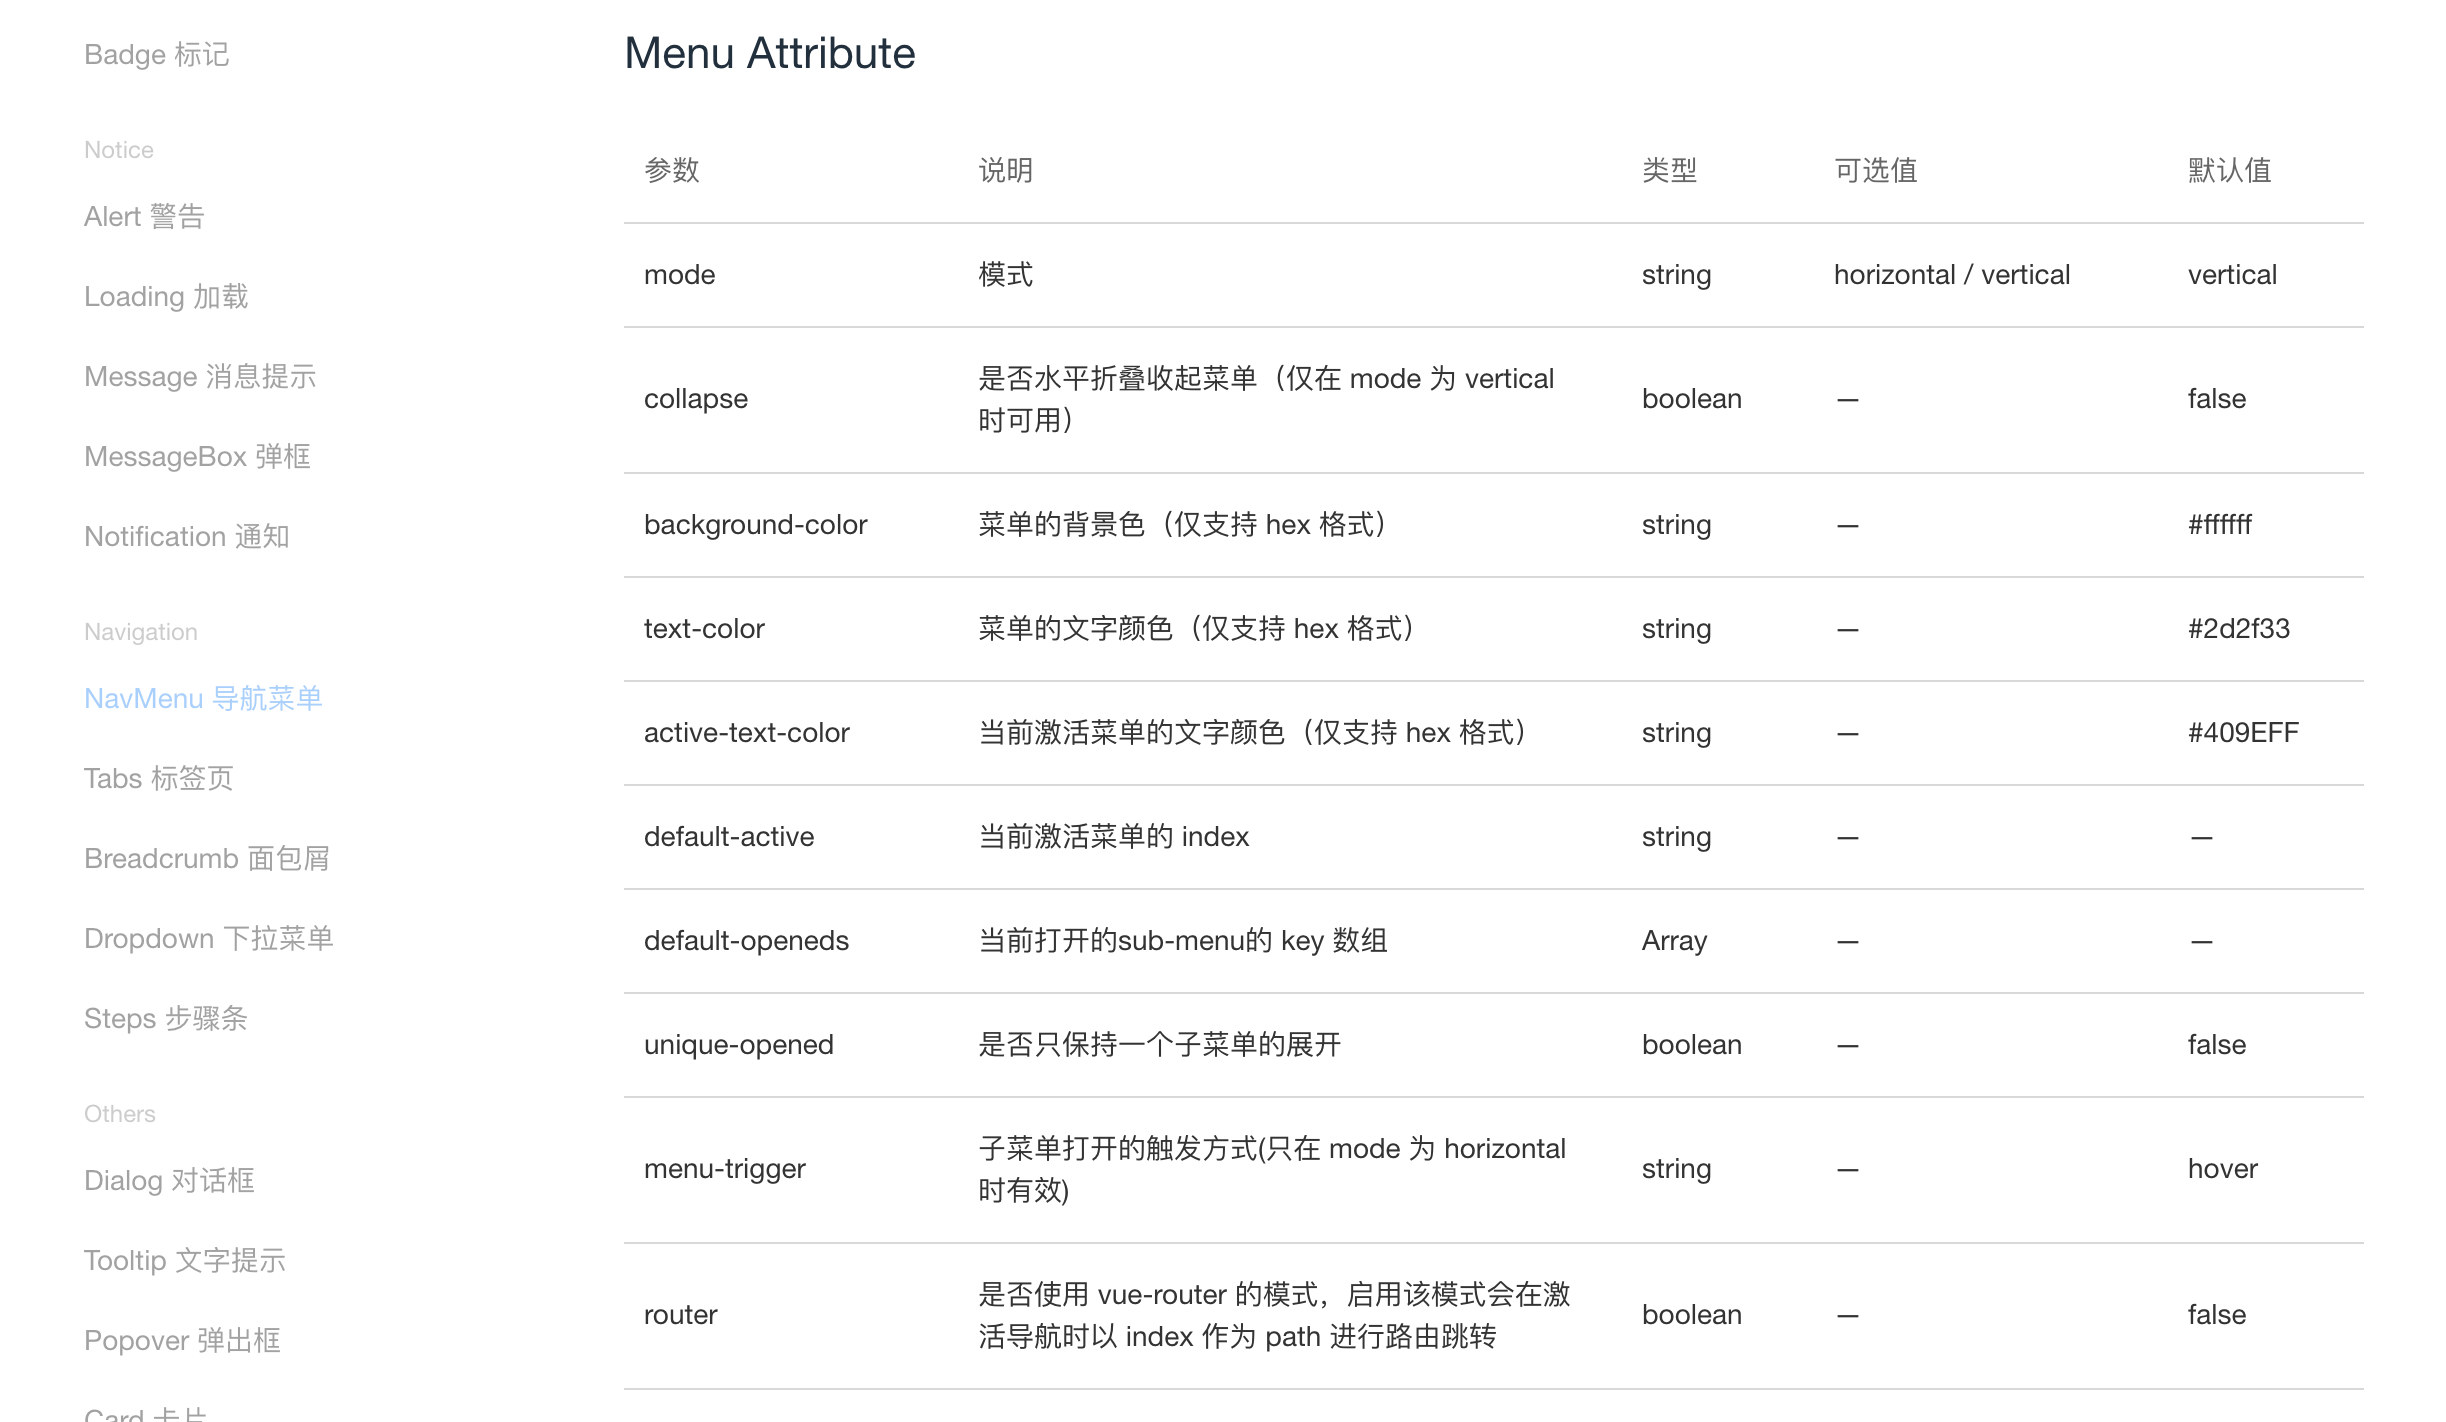 Badge 标记
Notice
Alert 警告
Loading 加载
Message 消息提示
MessageBox 弹框
Notification 通知
Navigation
NavMenu 导航菜单
Tabs 标签页
Breadcrumb 面包屑
Dropdown 下拉菜单
Steps 步骤条
Others
Dialog 对话框
Tooltip 文字提示
Popover 弹出框
Card 卡片
Menu Attribute
参数 说明 类型 可选值 默认值
mode 模式 string horizontal / vertical vertical
collapse 是否水平折叠收起菜单（仅在 mode 为 vertical
时可用） boolean — false
background-color 菜单的背景色（仅支持 hex 格式） string — #ffffff
text-color 菜单的文字颜色（仅支持 hex 格式） string — #2d2f33
active-text-color 当前激活菜单的文字颜色（仅支持 hex 格式） string — #409EFF
default-active 当前激活菜单的 index string — —
default-openeds 当前打开的sub-menu的 key 数组 Array — —
unique-opened 是否只保持一个子菜单的展开 boolean — false
menu-trigger 子菜单打开的触发方式(只在 mode 为 horizontal
时有效) string — hover
router 是否使用 vue-router 的模式，启用该模式会在激
活导航时以 index 作为 path 进行路由跳转 boolean — false